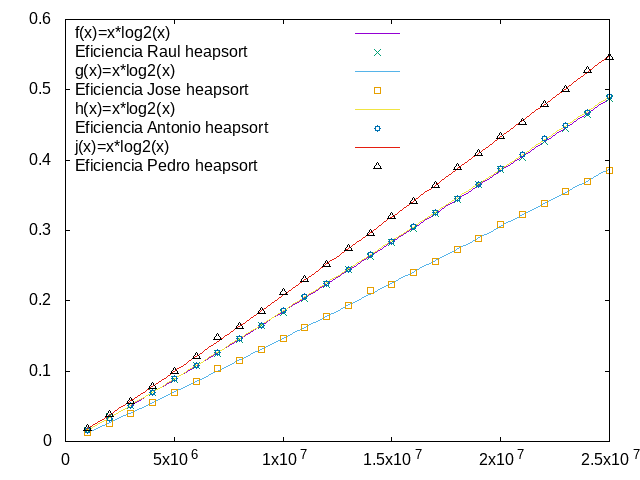 0.6
f(x)=x*log2(x)
Eficiencia Raul heapsort
g(x)=x*log2(x)
0.5
Eficiencia Jose heapsort
h(x)=x*log2(x)
Eficiencia Antonio heapsort
j(x)=x*log2(x)
0.4
Eficiencia Pedro heapsort
0.3
0.2
0.1
0
0 5x10^6 1x10^7 1.5x10^7 2x10^7 2.5x10^7